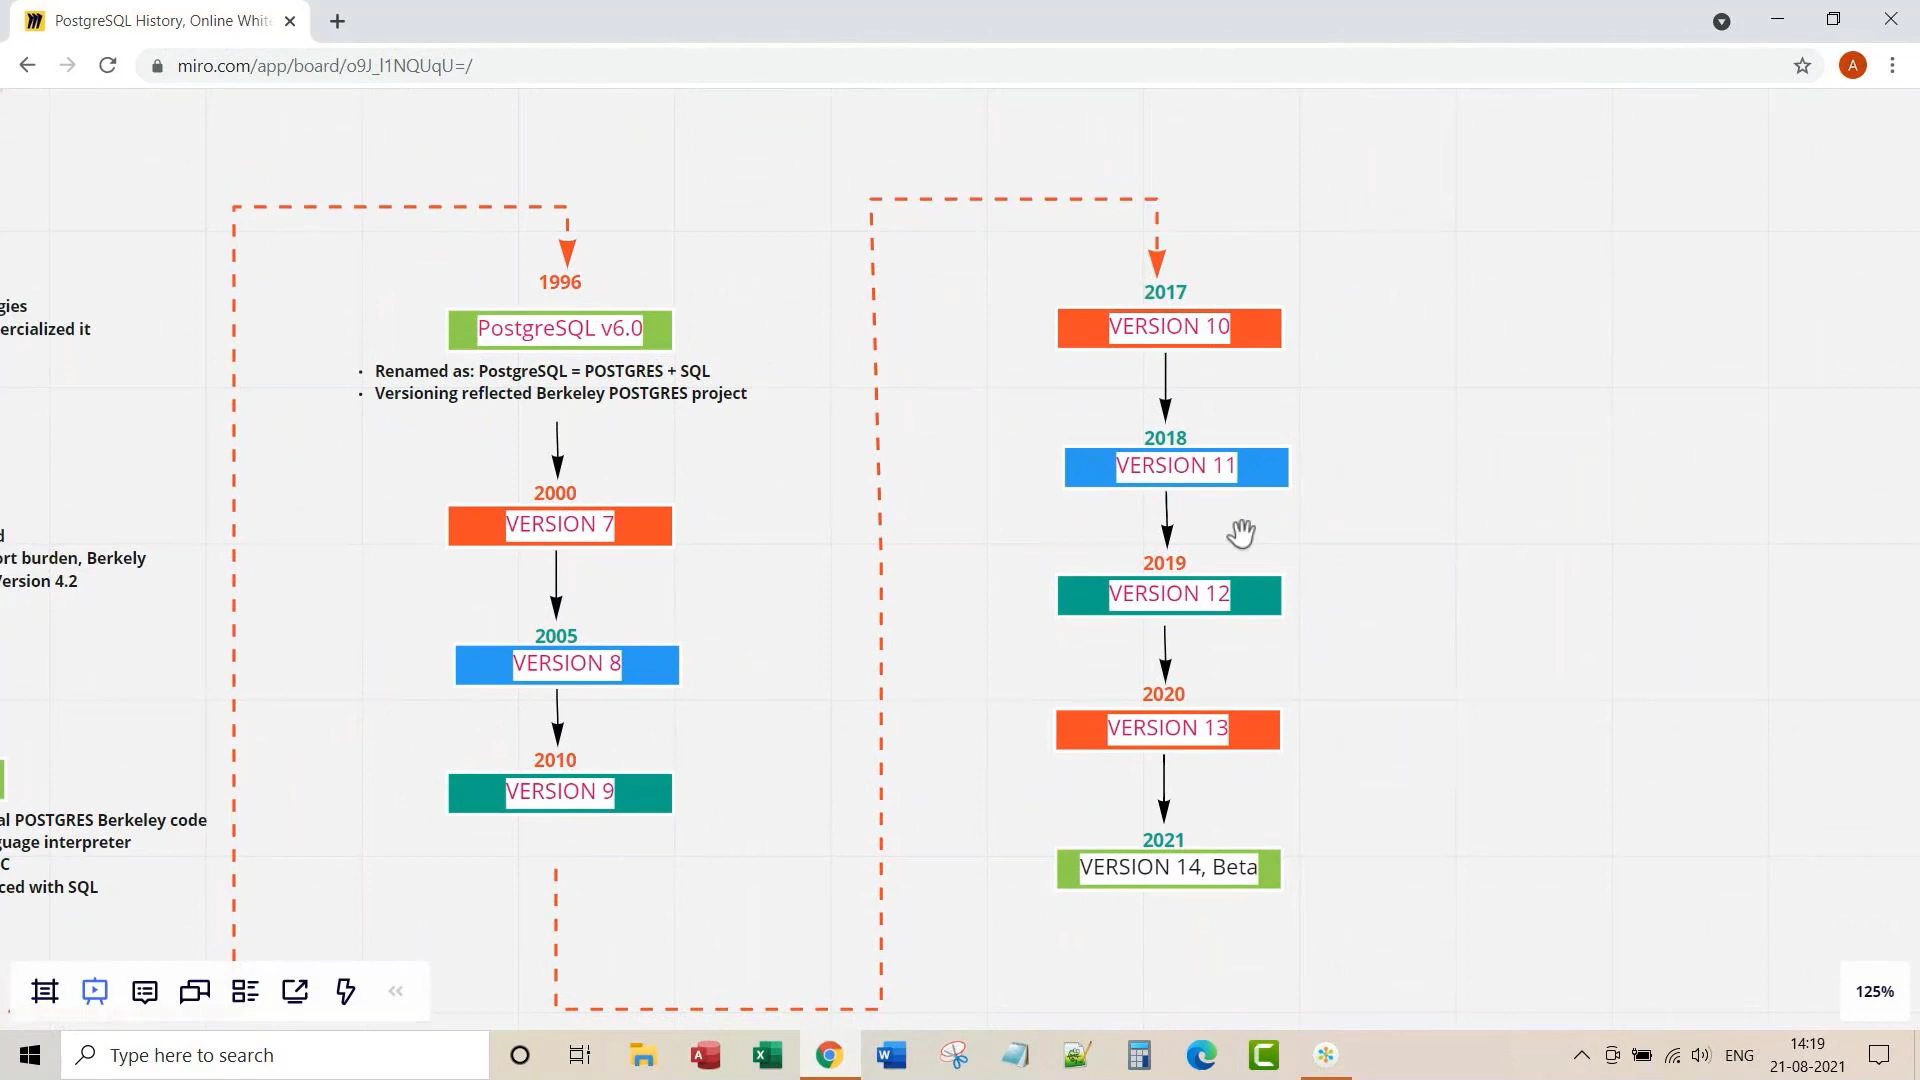 PostgreSQL History, Online Whit
miro.com/app/board/o9J_l1NQUqU=/
A
gies
ercialized it
d
ort burden, Berkely
Version 4.2
al POSTGRES Berkeley code
guage interpreter
C
ced with SQL
1996
PostgreSQL v6.0
· Renamed as: PostgreSQL = POSTGRES + SQL
· Versioning reflected Berkeley POSTGRES project
2000
VERSION 7
2005
VERSION 8
2010
VERSION 9
2017
VERSION 10
2018
VERSION 11
2019
VERSION 12
2020
VERSION 13
2021
VERSION 14, Beta
125%
Type here to search
ENG
14:19
21-08-2021